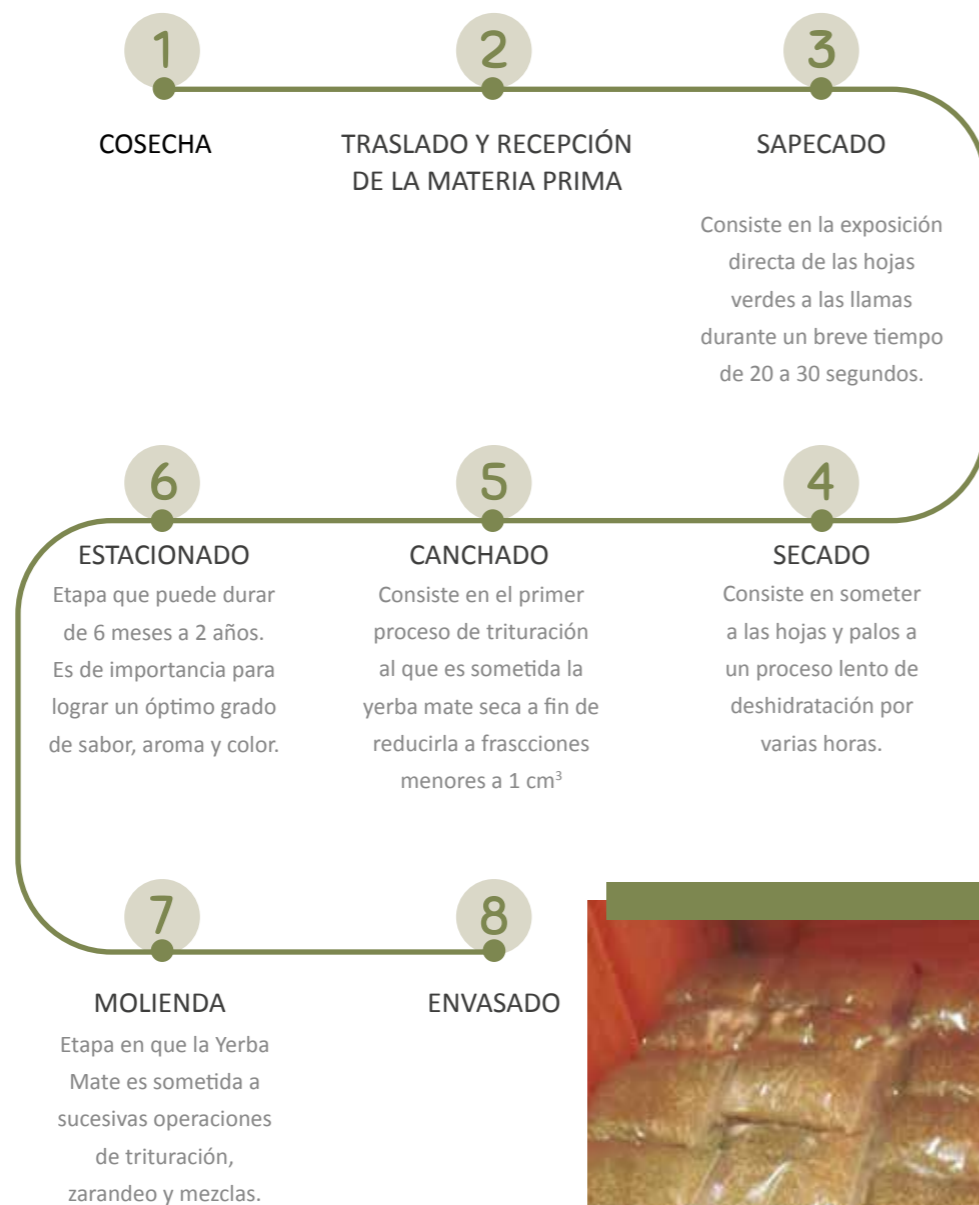 1
COSECHA
2
TRASLADO Y RECEPCIÓN
DE LA MATERIA PRIMA
3
SAPECADO
Consiste en la exposición
directa de las hojas
verdes a las llamas
durante un breve tiempo
de 20 a 30 segundos.
4
SECADO
Consiste en someter
a las hojas y palos a
un proceso lento de
deshidratación por
varias horas.
5
CANCHADO
Consiste en el primer
proceso de trituración
al que es sometida la
yerba mate seca a fin de
reducirla a frascciones
menores a 1 cm³
6
ESTACIONADO
Etapa que puede durar
de 6 meses a 2 años.
Es de importancia para
lograr un óptimo grado
de sabor, aroma y color.
7
MOLIENDA
Etapa en que la Yerba
Mate es sometida a
sucesivas operaciones
de trituración,
zarandeo y mezclas.
8
ENVASADO